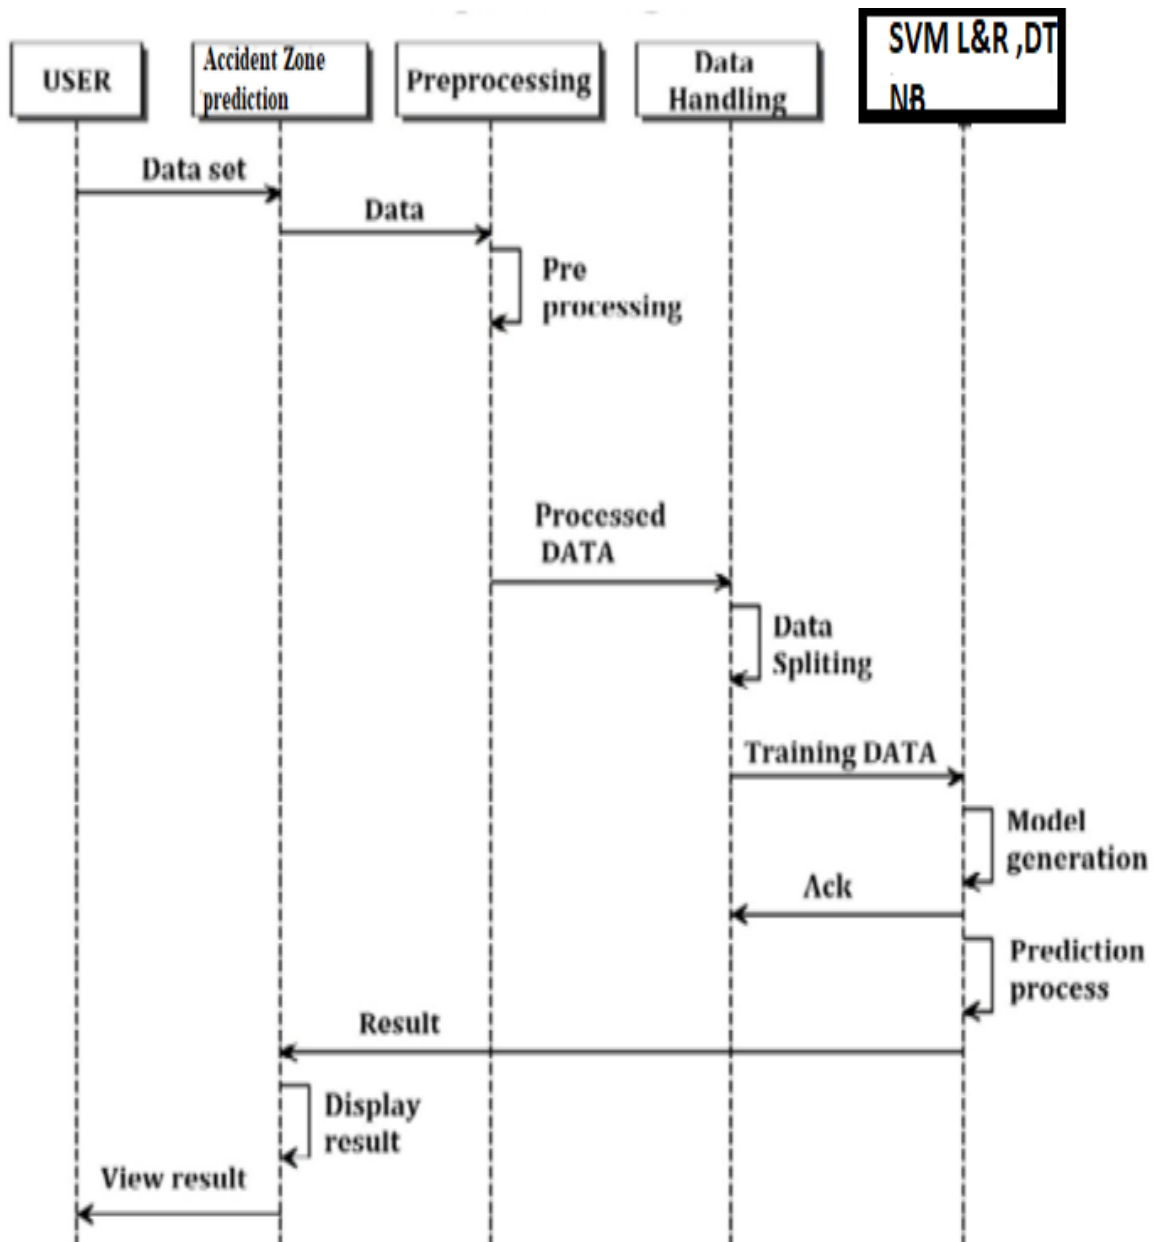 USER
Accident Zone
prediction
Preprocessing
Data
Handling
SVM L&R ,DT
NB
Data set
Data
Pre
processing
Processed
DATA
Data
Spliting
Training DATA
Model
generation
Ack
Prediction
process
Result
Display
result
View result